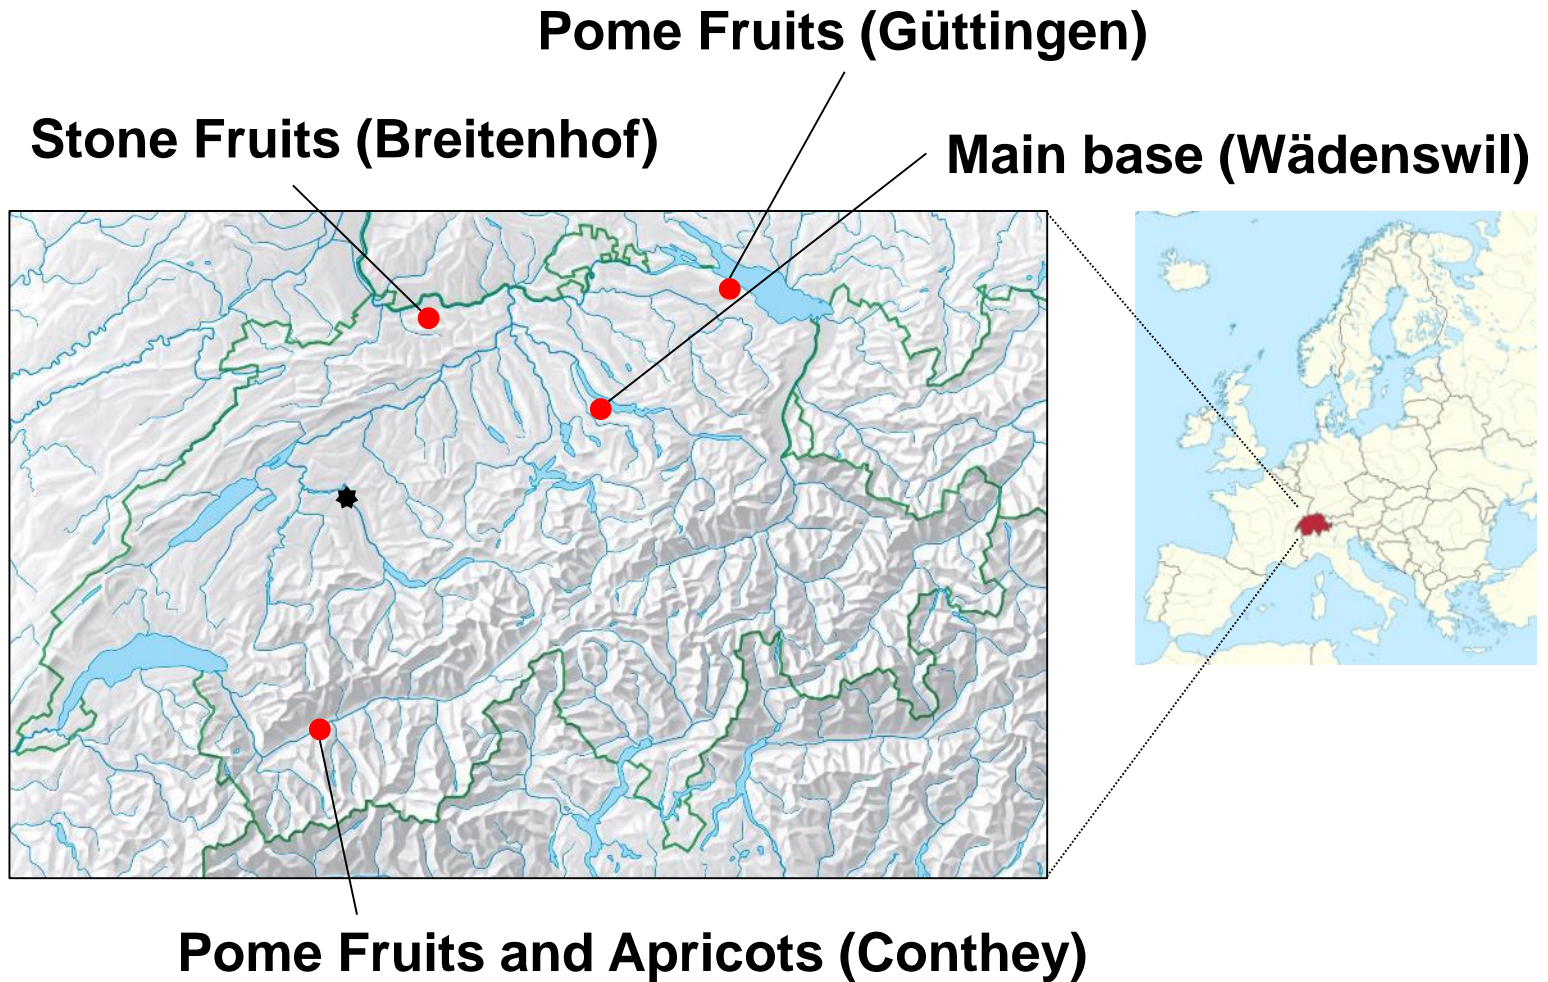 Pome Fruits (Güttingen)
Stone Fruits (Breitenhof)
Main base (Wädenswil)
Pome Fruits and Apricots (Conthey)